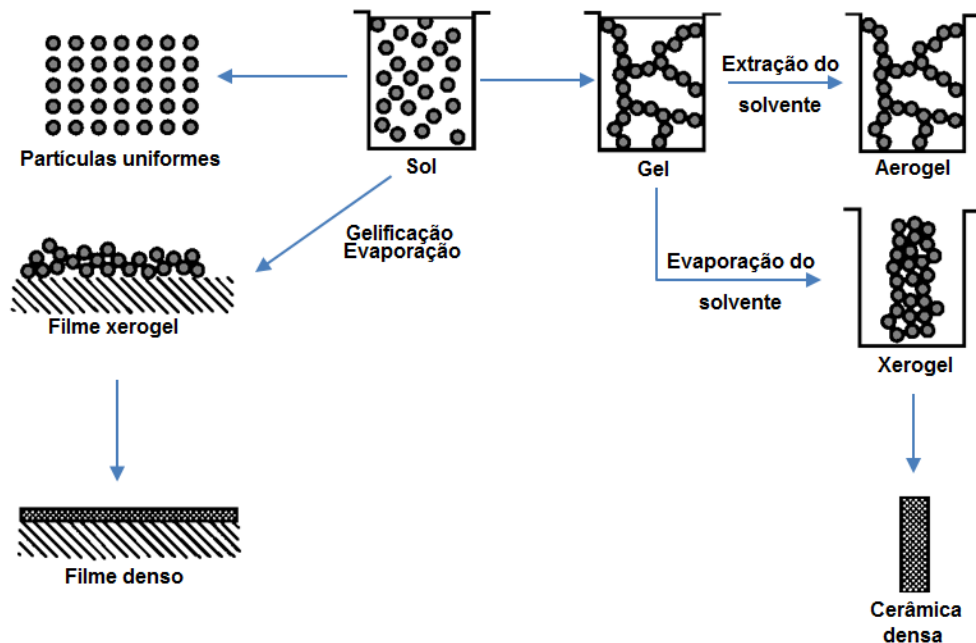 Extração do
solvente
Partículas uniformes
Sol
Gel
Aerogel
Gelificação
Evaporação
Evaporação do
solvente
Filme xerogel
Xerogel
Filme denso
Cerâmica
densa